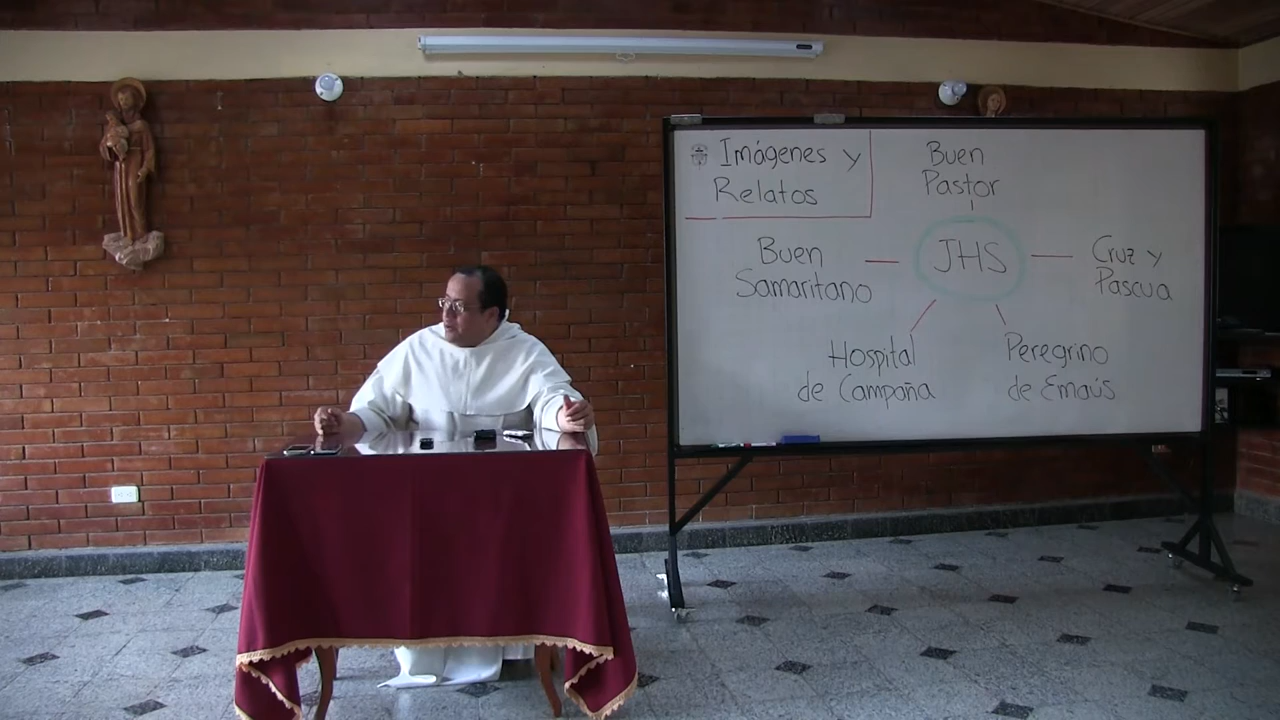 Imágenes y
Relatos
Buen
Pastor
Buen
Samaritano
JHS
Cruz y
Pascua
Hospital
de Campaña
Peregrino
de Emaús